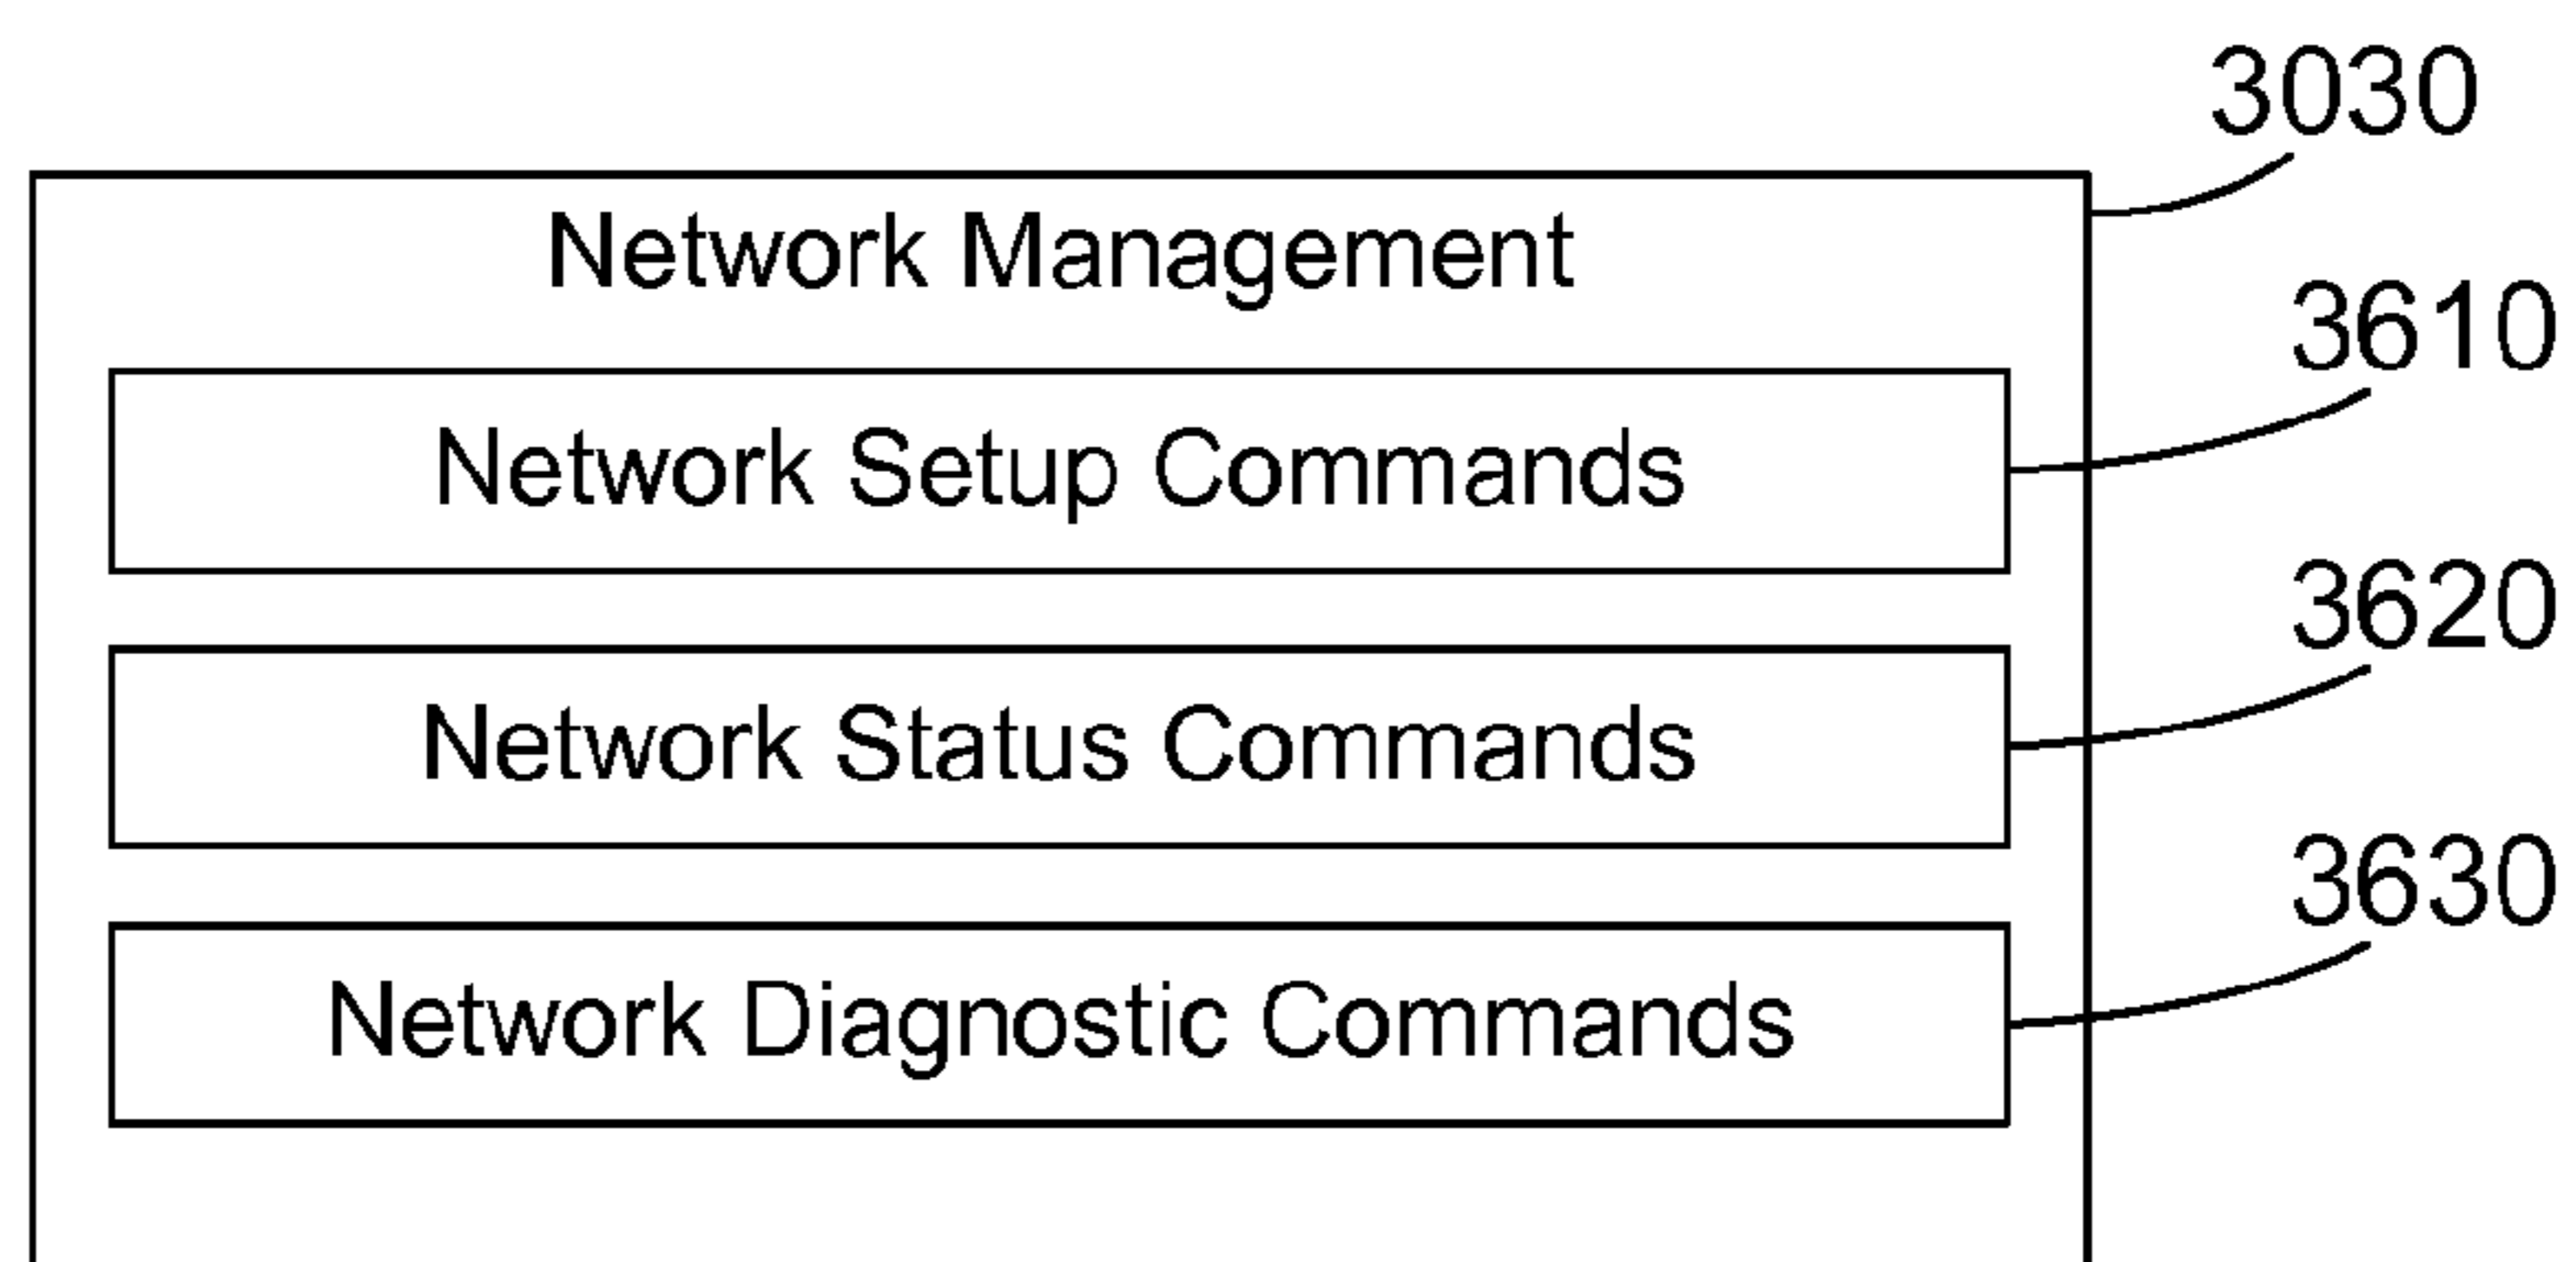 3030
Network Management
3610
Network Setup Commands
3620
Network Status Commands
3630
Network Diagnostic Commands